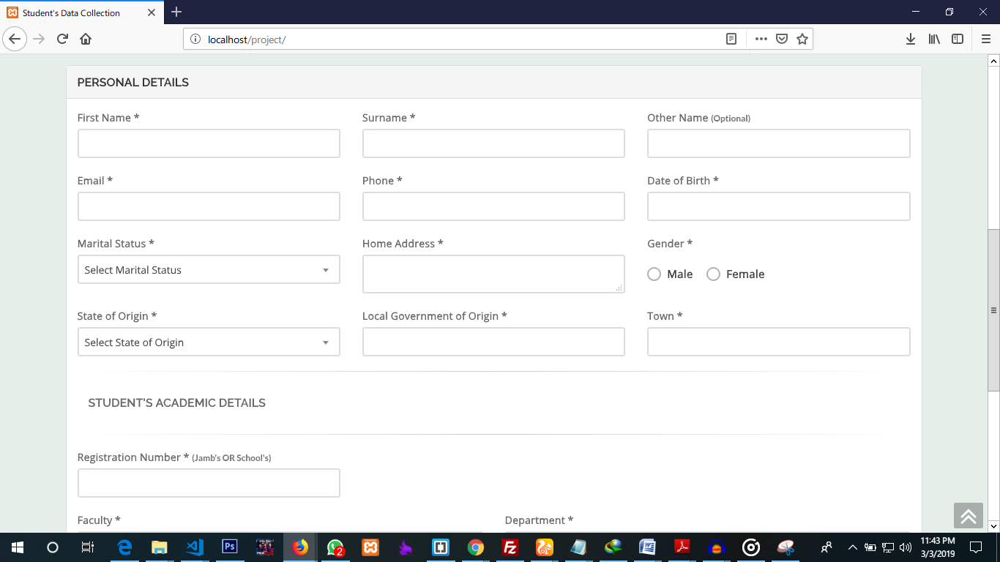 Student's Data Collection
localhost/project/
PERSONAL DETAILS
First Name *
Surname *
Other Name (Optional)
Email *
Phone *
Date of Birth *
Marital Status *
Home Address *
Gender *
Select Marital Status
Male
Female
State of Origin *
Local Government of Origin *
Town *
Select State of Origin
STUDENT'S ACADEMIC DETAILS
Registration Number * (Jamb's OR School's)
Faculty *
Department *
Ps
2
11:43 PM
3/3/2019